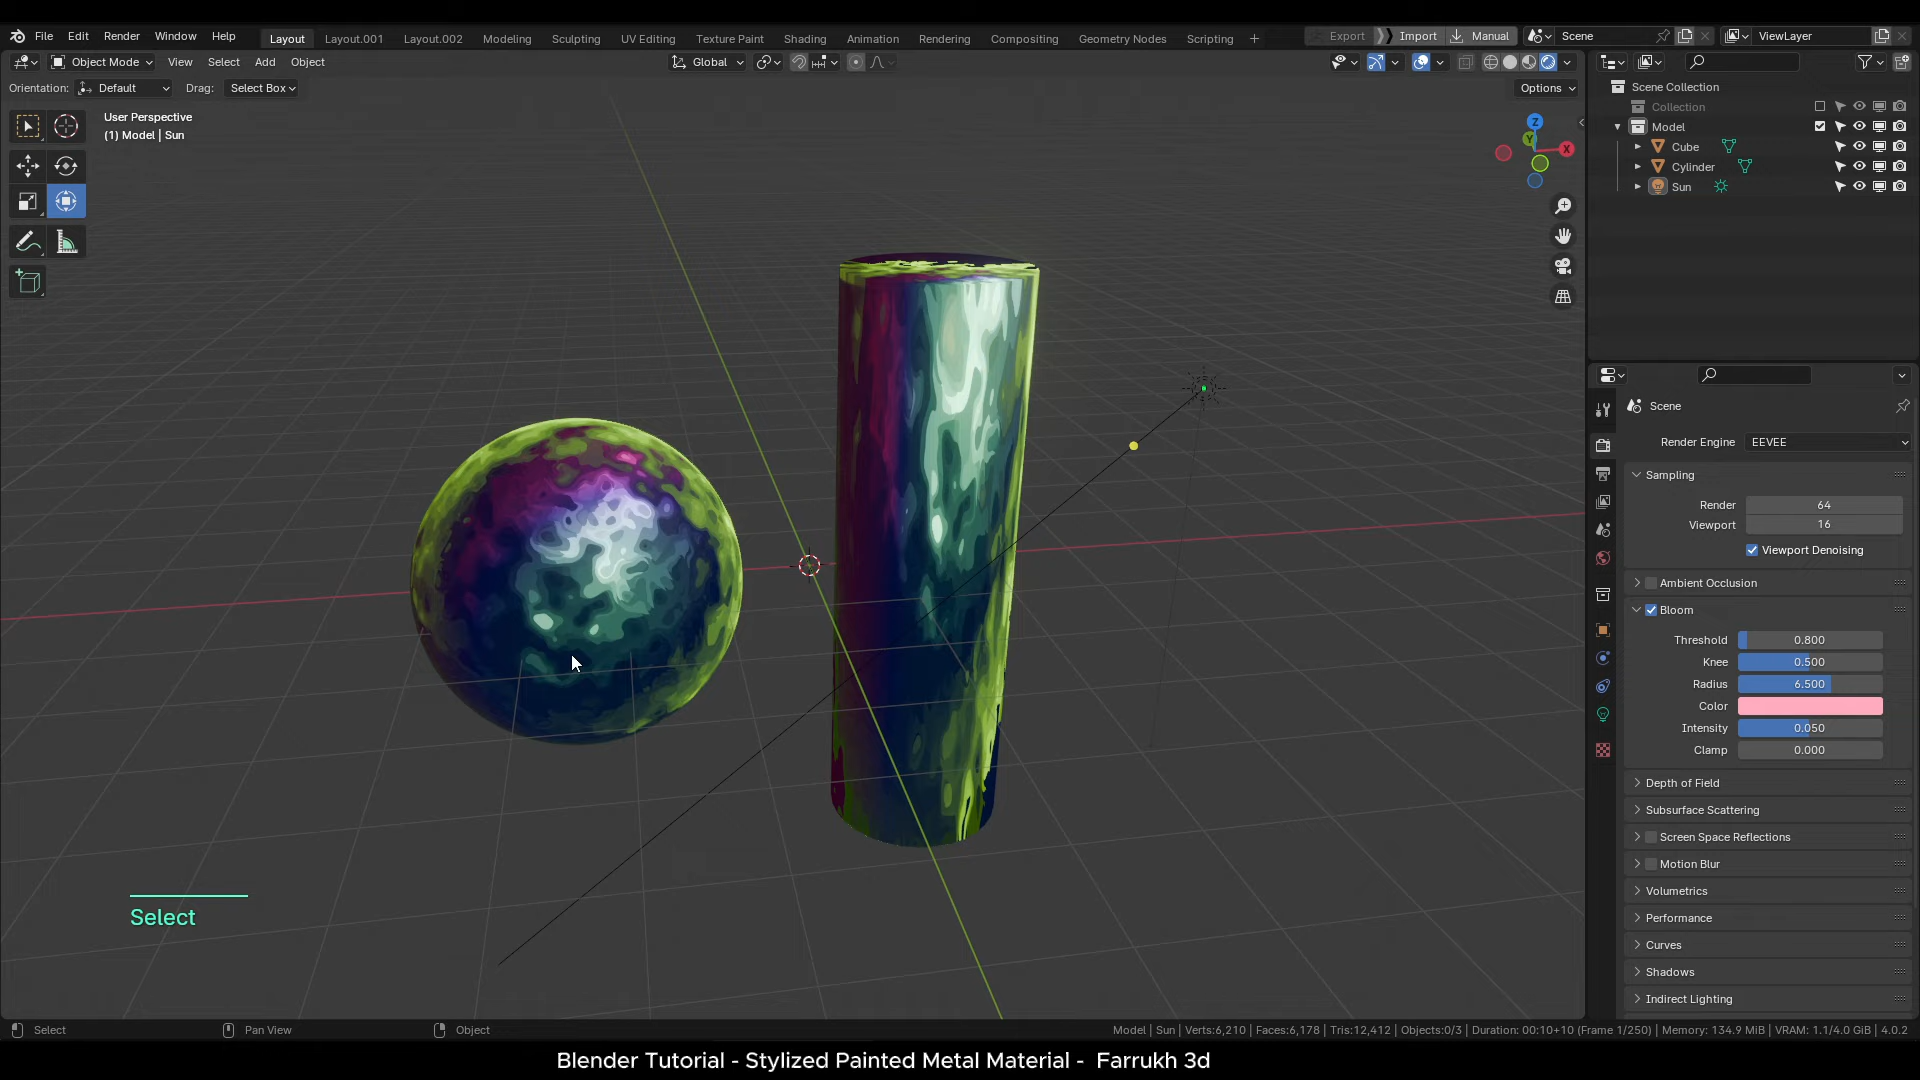 File Edit Render Window Help Layout Layout.001 Layout.002 Modeling Sculpting UV Editing Texture Paint Shading Animation Rendering Compositing Geometry Nodes Scripting + Export Import Manual Scene ViewLayer
Object Mode View Select Add Object Global
Orientation: Default Drag: Select Box Options
User Perspective
(1) Model | Sun
Z
Y
X
Scene Collection
Collection
Model
Cube
Cylinder
Sun
Scene
Render Engine EEVEE
Sampling
Render 64
Viewport 16
Viewport Denoising
Ambient Occlusion
Bloom
Threshold 0.800
Knee 0.500
Radius 6.500
Color
Intensity 0.050
Clamp 0.000
Depth of Field
Subsurface Scattering
Screen Space Reflections
Motion Blur
Volumetrics
Performance
Curves
Shadows
Indirect Lighting
Select
Select Pan View Object Model | Sun | Verts:6,210 | Faces:6,178 | Tris:12,412 | Objects:0/3 | Duration: 00:10+10 (Frame 1/250) | Memory: 134.9 MiB | VRAM: 1.1/4.0 GiB | 4.0.2
Blender Tutorial - Stylized Painted Metal Material - Farrukh 3d